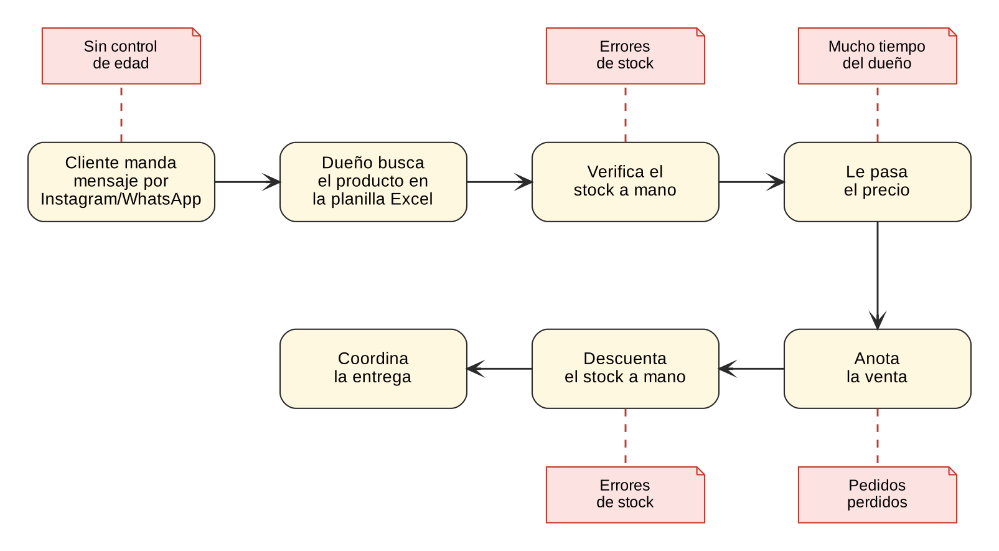 Sin control
de edad
Errores
de stock
Mucho tiempo
del dueño
Cliente manda
mensaje por
Instagram/WhatsApp
Dueño busca
el producto en
la planilla Excel
Verifica el
stock a mano
Le pasa
el precio
Coordina
la entrega
Descuenta
el stock a mano
Anota
la venta
Errores
de stock
Pedidos
perdidos